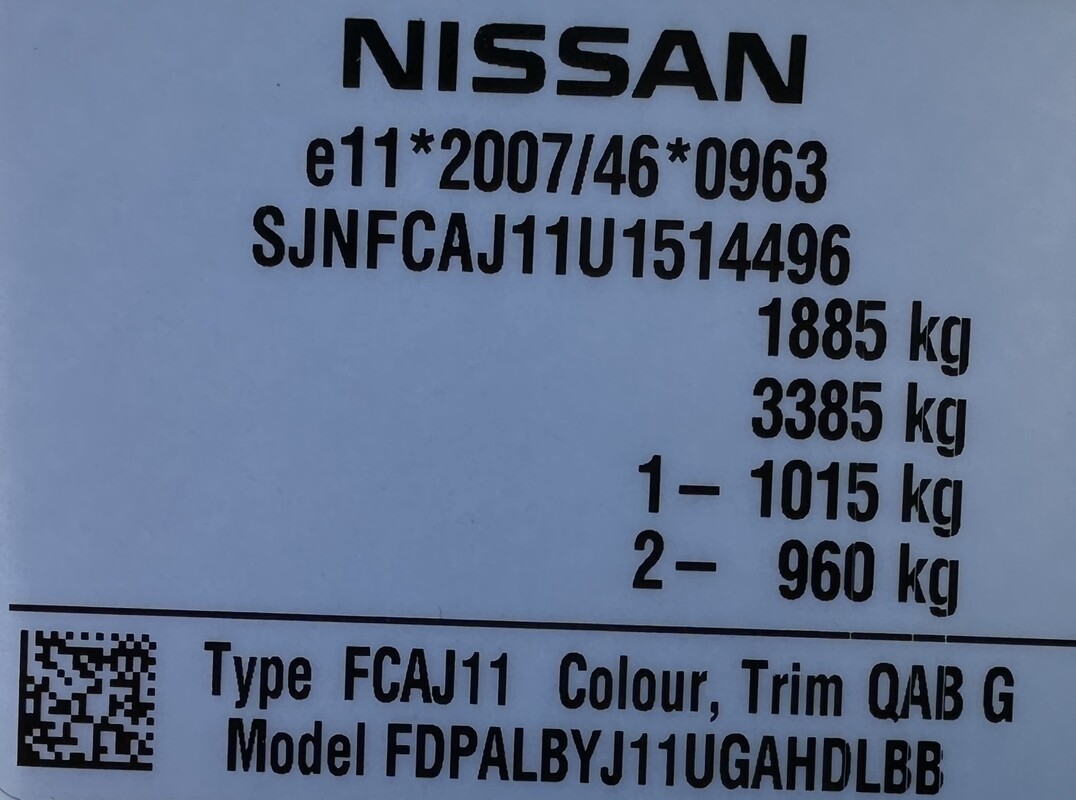 NISSAN
e11*2007/46*0963
SJNFCAJ11U1514496
1885 kg
3385 kg
1– 1015 kg
2– 960 kg
Type FCAJ11 Colour, Trim QAB G
Model FDPALBYJ11UGAHDLBB